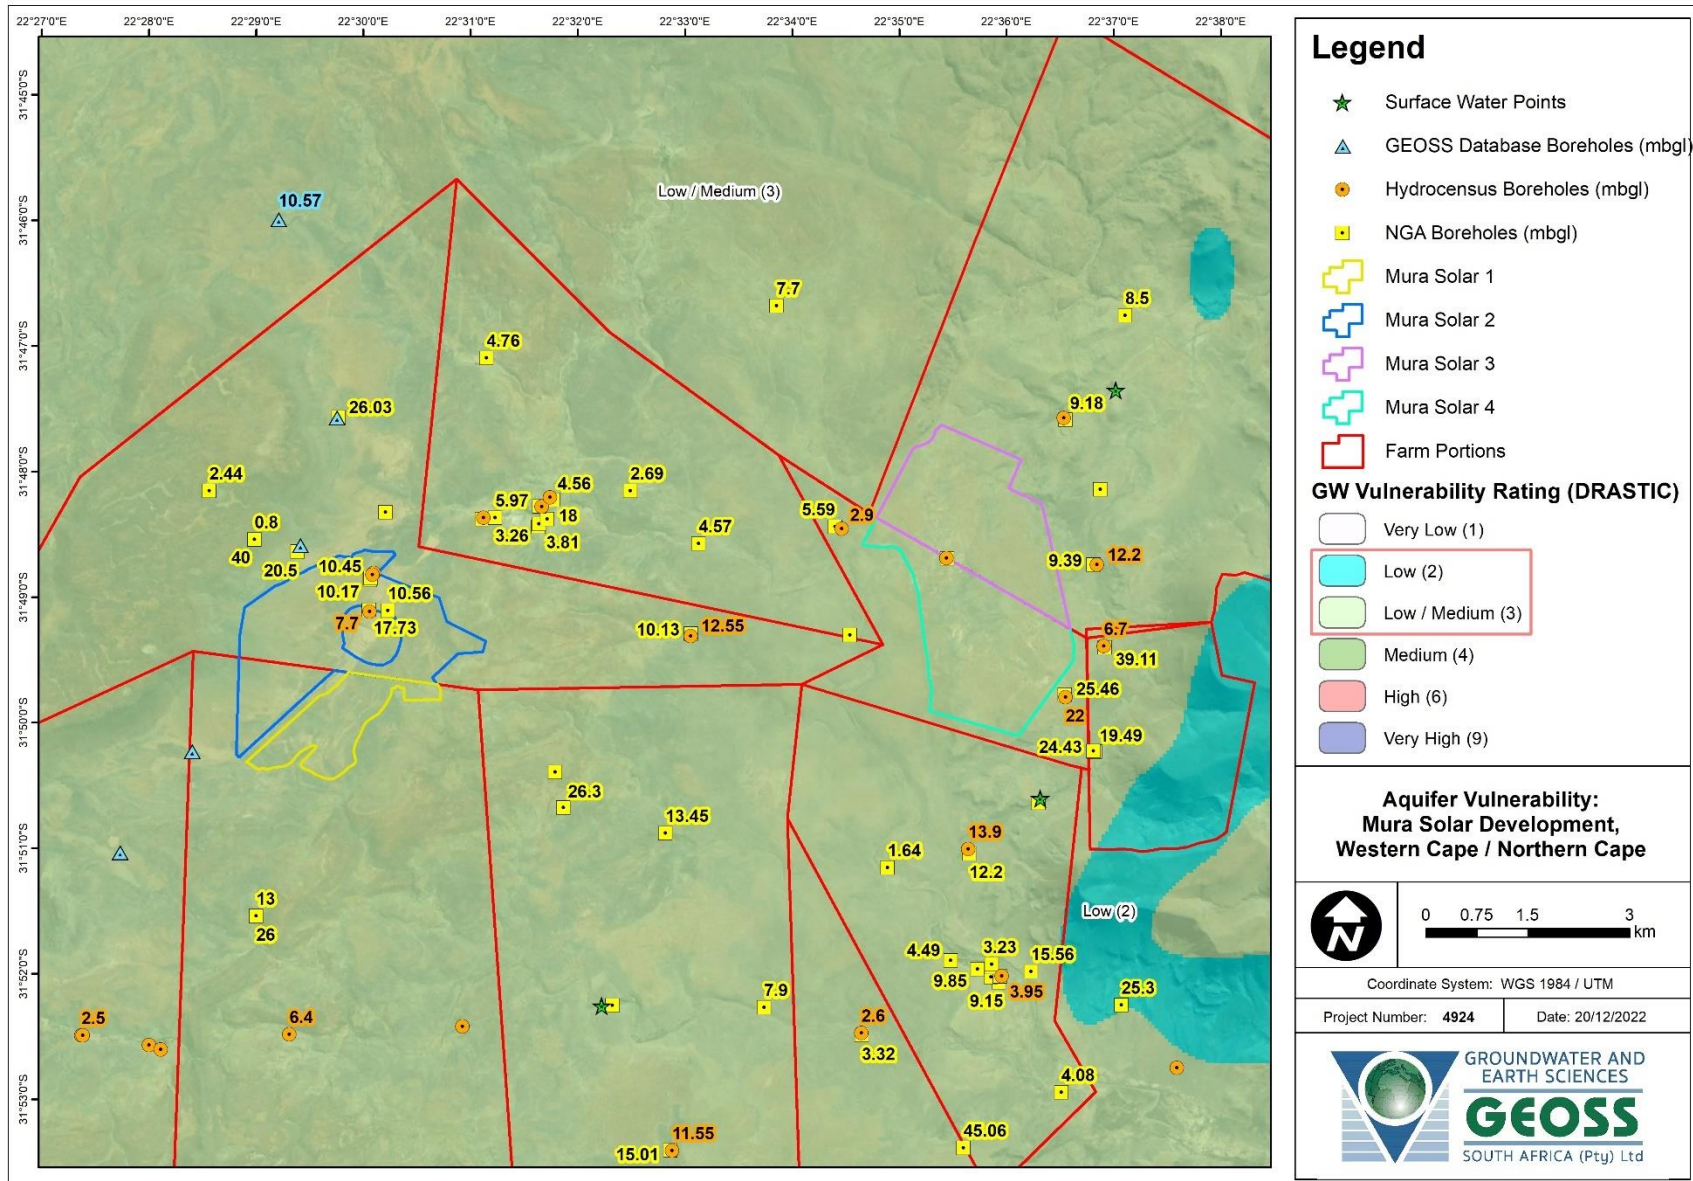 22°27'0"E 22°28'0"E 22°29'0"E 22°30'0"E 22°31'0"E 22°32'0"E 22°33'0"E 22°34'0"E 22°35'0"E 22°36'0"E 22°37'0"E 22°38'0"E
31°45'0"S
31°46'0"S
31°47'0"S
31°48'0"S
31°49'0"S
31°50'0"S
31°51'0"S
31°52'0"S
31°53'0"S
Low / Medium (3)
10.57
7.7
8.5
4.76
26.03
9.18
2.44
4.56
2.69
5.97
18
5.59
2.9
0.8
3.26
3.81
4.57
40
20.5
10.45
9.39
12.2
10.17
10.56
7.7
17.73
10.13
12.55
6.7
39.11
25.46
22
24.43
19.49
26.3
13.45
13.9
1.64
12.2
13
26
Low (2)
4.49
3.23
15.56
9.85
9.15
3.95
25.3
7.9
2.5
6.4
2.6
3.32
4.08
11.55
15.01
45.06
Legend
Surface Water Points
GEOSS Database Boreholes (mbgl)
Hydrocensus Boreholes (mbgl)
NGA Boreholes (mbgl)
Mura Solar 1
Mura Solar 2
Mura Solar 3
Mura Solar 4
Farm Portions
GW Vulnerability Rating (DRASTIC)
Very Low (1)
Low (2)
Low / Medium (3)
Medium (4)
High (6)
Very High (9)
Aquifer Vulnerability:
Mura Solar Development,
Western Cape / Northern Cape
N
0 0.75 1.5 3
km
Coordinate System: WGS 1984 / UTM
Project Number: 4924
Date: 20/12/2022
GROUNDWATER AND
EARTH SCIENCES
GEOSS
SOUTH AFRICA (Pty) Ltd